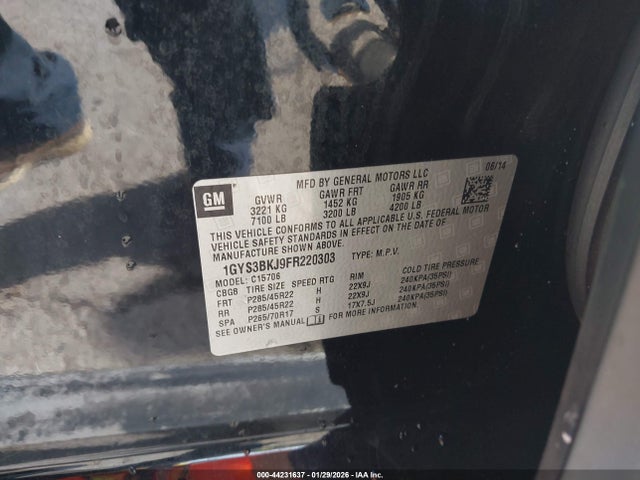 GM
MFD BY GENERAL MOTORS LLC 06/14
GVWR GAWR FRT GAWR RR
3221 KG 1452 KG 1905 KG
7100 LB 3200 LB 4200 LB
THIS VEHICLE CONFORMS TO ALL APPLICABLE U.S. FEDERAL MOTOR
VEHICLE SAFETY STANDARDS IN EFFECT ON THE DATE OF
MANUFACTURE SHOWN ABOVE.
1GYS3BKJ9FR220303 TYPE: M.P.V.
MODEL: C15706
CBGB TIRE SIZE SPEED RTG RIM COLD TIRE PRESSURE
FRT P285/45R22 H 22X9J 240KPA(35PSI)
RR P285/45R22 H 22X9J 240KPA(35PSI)
SPA P265/70R17 S 17X7.5J 240KPA(35PSI)
SEE OWNER'S MANUAL FOR MORE INFORMATION.
000-44231637 - 01/29/2026 - IAAI.COM